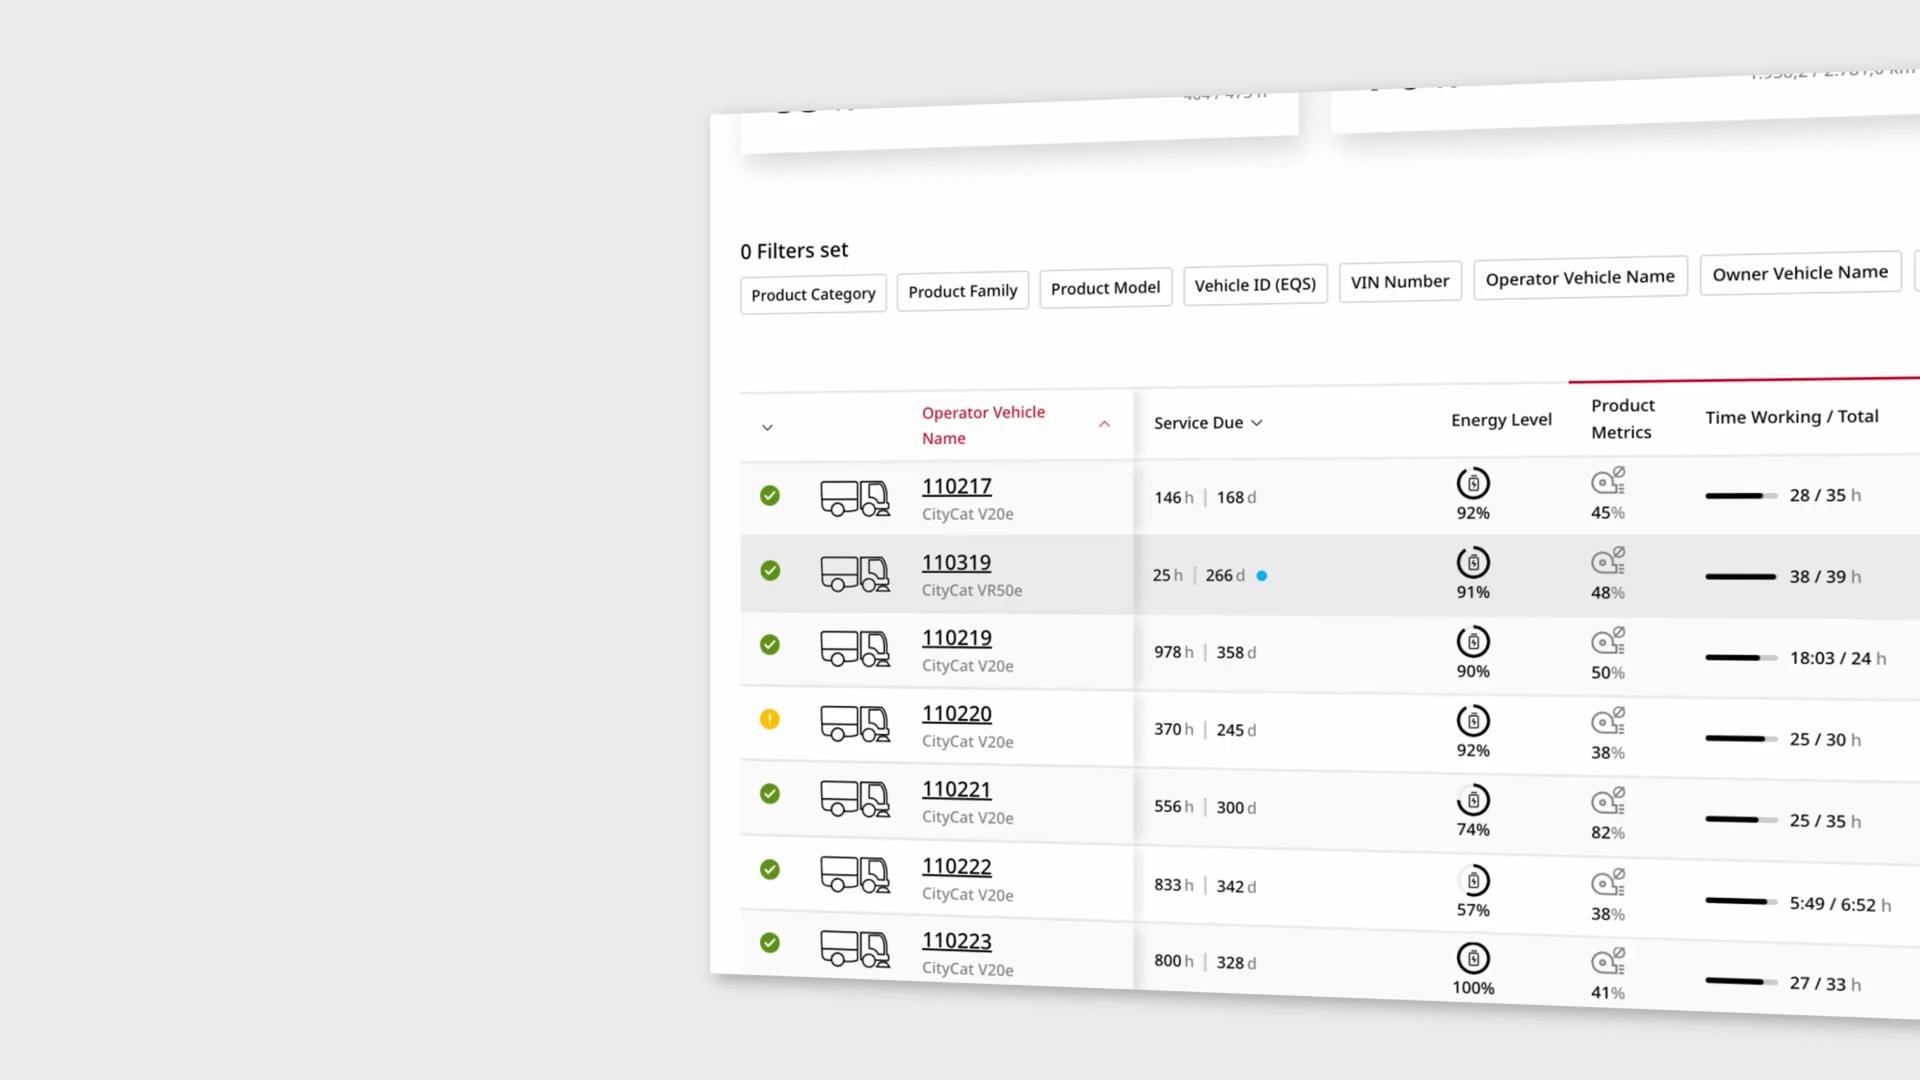 0 Filters set
Product Category Product Family Product Model Vehicle ID (EQS) VIN Number Operator Vehicle Name Owner Vehicle Name
Operator Vehicle Name Service Due Energy Level Product Metrics Time Working / Total
110217 146 h | 168 d 92% 45% 28 / 35 h
CityCat V20e
110319 25 h | 266 d 91% 48% 38 / 39 h
CityCat VR50e
110219 978 h | 358 d 90% 50% 18:03 / 24 h
CityCat V20e
110220 370 h | 245 d 92% 38% 25 / 30 h
CityCat V20e
110221 556 h | 300 d 74% 82% 25 / 35 h
CityCat V20e
110222 833 h | 342 d 57% 38% 5:49 / 6:52 h
CityCat V20e
110223 800 h | 328 d 100% 41% 27 / 33 h
CityCat V20e